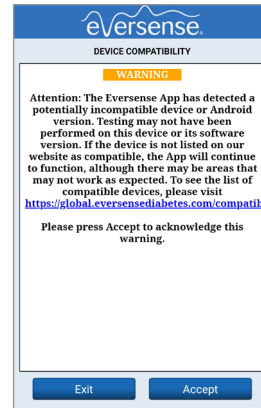 eversense.
DEVICE COMPATIBILITY
WARNING
Attention: The Eversense App has detected a
potentially incompatible device or Android
version. Testing may not have been
performed on this device or its software
version. If the device is not listed on our
website as compatible, the App will continue
to function, although there may be areas that
may not work as expected. To see the list of
compatible devices, please visit
https://global.eversensediabetes.com/compatib
Please press Accept to acknowledge this
warning.
Exit
Accept